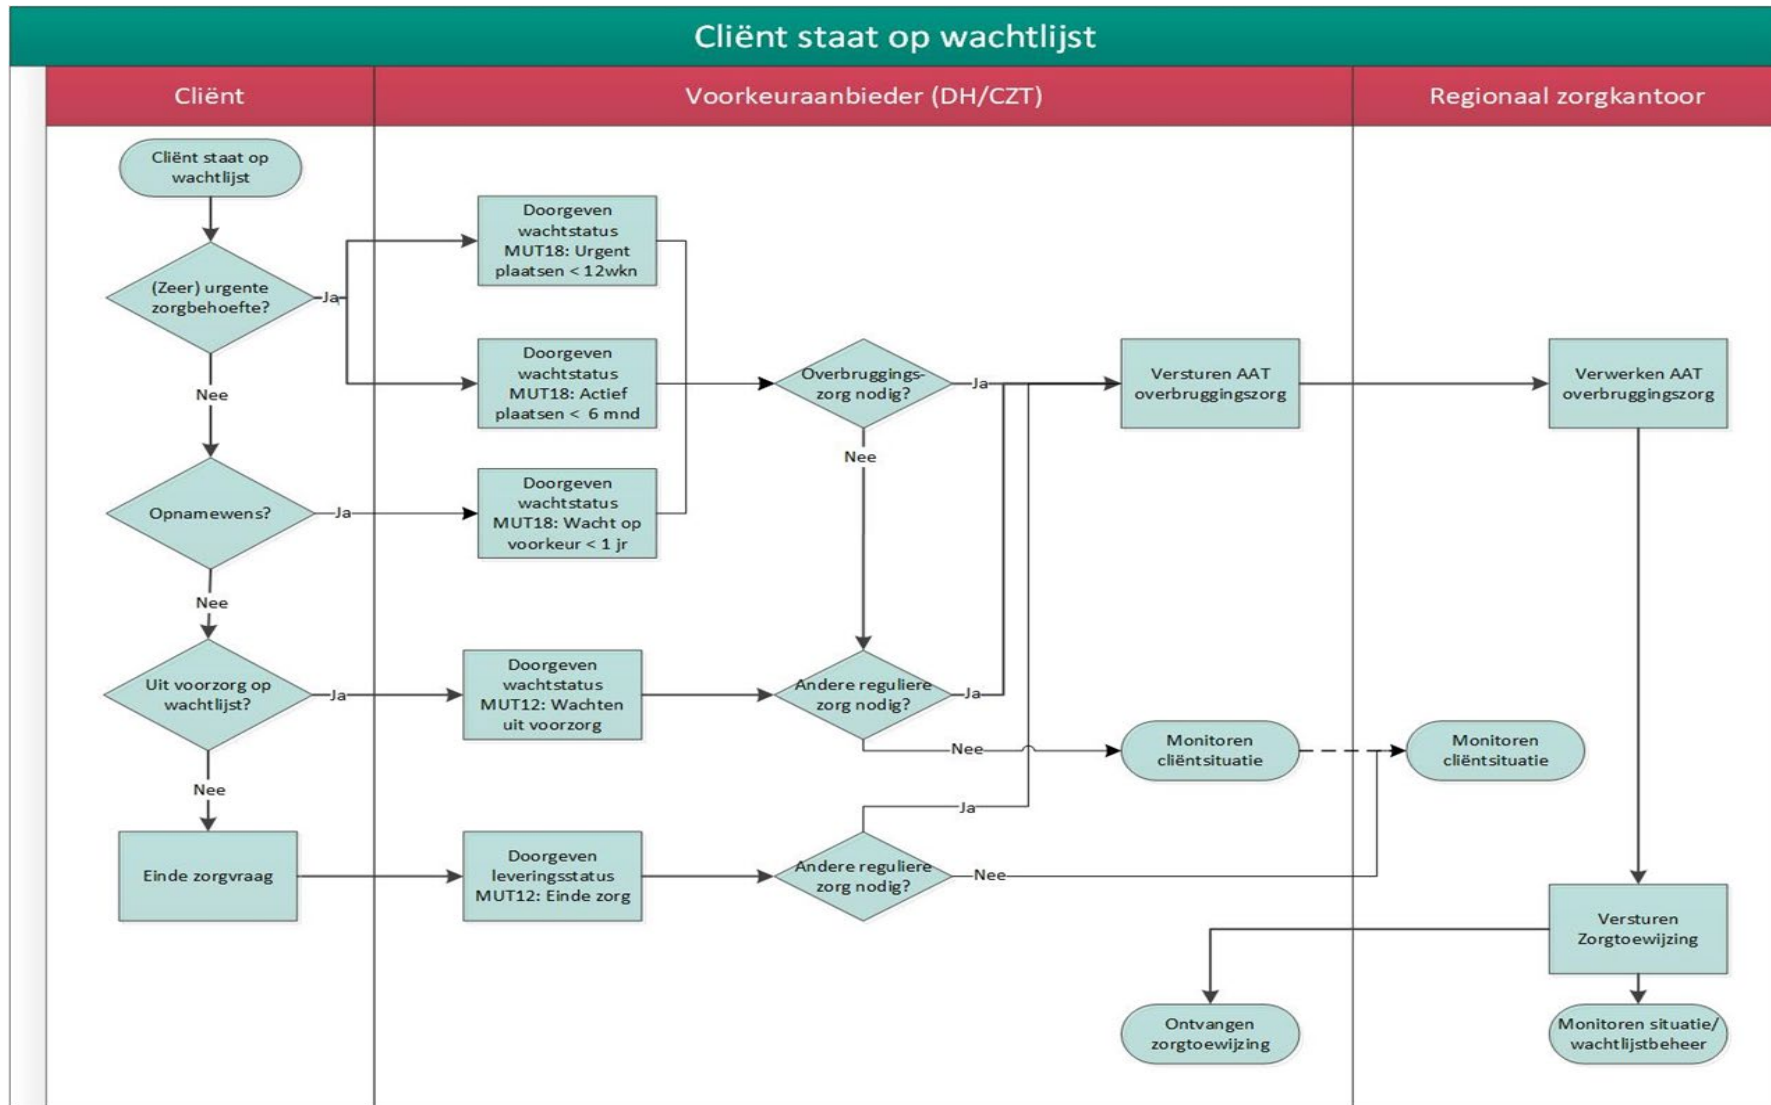 Cliënt staat op wachtlijst
Cliënt
Voorkeuraanbieder (DH/CZT)
Regionaal zorgkantoor
Cliënt staat op
wachtlijst
(Zeer) urgente
zorgbehoefte?
Ja
Nee
Doorgeven
wachtstatus
MUT18: Urgent
plaatsen < 12wkn
Doorgeven
wachtstatus
MUT18: Actief
plaatsen < 6 mnd
Overbruggings-
zorg nodig?
Ja
Nee
Versturen AAT
overbruggingszorg
Verwerken AAT
overbruggingszorg
Opnamewens?
Ja
Nee
Doorgeven
wachtstatus
MUT18: Wacht op
voorkeur < 1 jr
Uit voorzorg op
wachtlijst?
Ja
Nee
Doorgeven
wachtstatus
MUT12: Wachten
uit voorzorg
Andere reguliere
zorg nodig?
Ja
Nee
Monitoren
cliëntsituatie
Monitoren
cliëntsituatie
Einde zorgvraag
Doorgeven
leveringsstatus
MUT12: Einde zorg
Ja
Andere reguliere
zorg nodig?
Nee
Versturen
Zorgtoewijzing
Ontvangen
zorgtoewijzing
Monitoren situatie/
wachtlijstbeheer